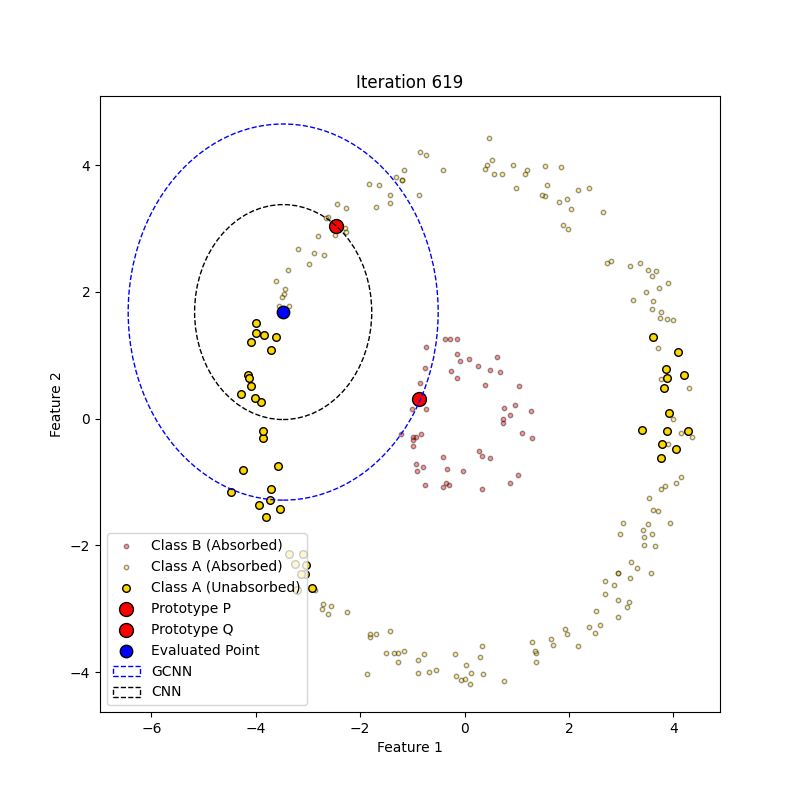 Iteration 619
Feature 2
4
2
0
−2
−4
Class B (Absorbed)
Class A (Absorbed)
Class A (Unabsorbed)
Prototype P
Prototype Q
Evaluated Point
GCNN
CNN
−6 −4 −2 0 2 4
Feature 1